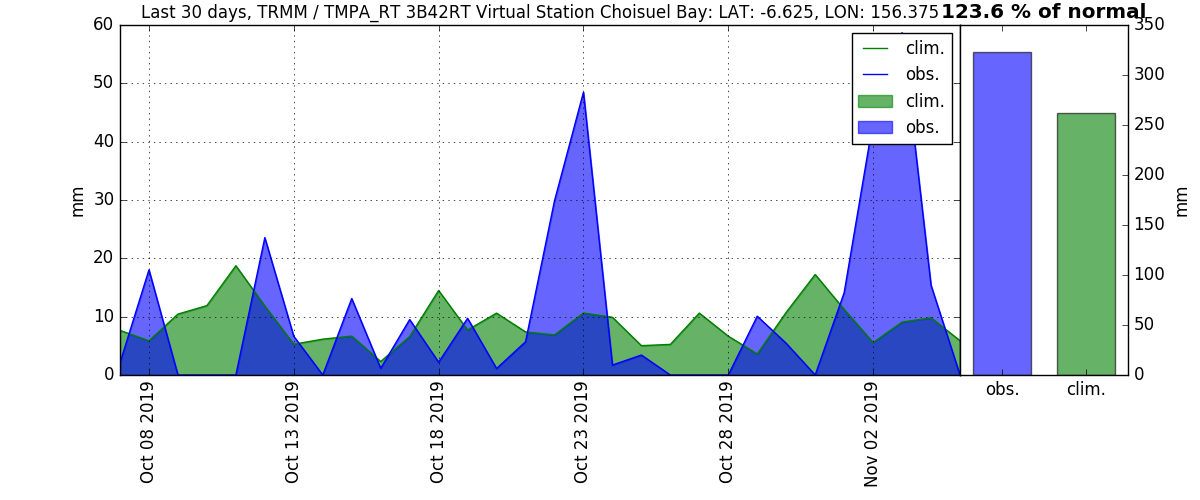 Last 30 days, TRMM / TMPA_RT 3B42RT Virtual Station Choisuel Bay: LAT: -6.625, LON: 156.375 123.6 % of normal
60
50
40
30
20
10
0
mm
clim.
obs.
clim.
obs.
Oct 08 2019
Oct 13 2019
Oct 18 2019
Oct 23 2019
Oct 28 2019
Nov 02 2019
350
300
250
200
150
100
50
0
mm
obs.
clim.